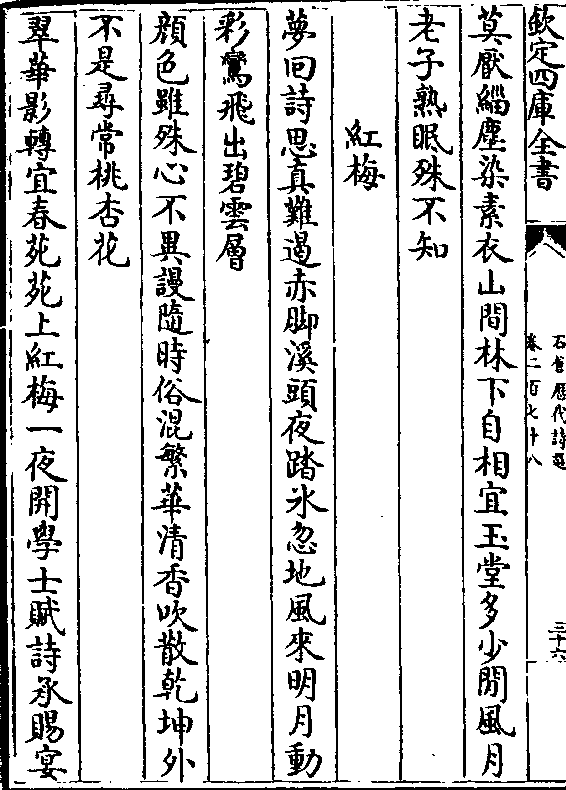 欽定四庫全書
石倉歷代詩選
卷二百七十八
三十六
莫厭緇塵染素衣山間林下自相宜玉堂多少閒風月
老子熟眠殊不知
紅梅
夢回詩思真難遏赤脚溪頭夜踏氷忽地風來明月動
彩鸞飛出碧雲層
顔色雖殊心不異謾隨時俗混繁華清香吹散乾坤外
不是尋常桃杏花
翠華影轉宜春苑苑上紅梅一夜開學士賦詩承賜宴